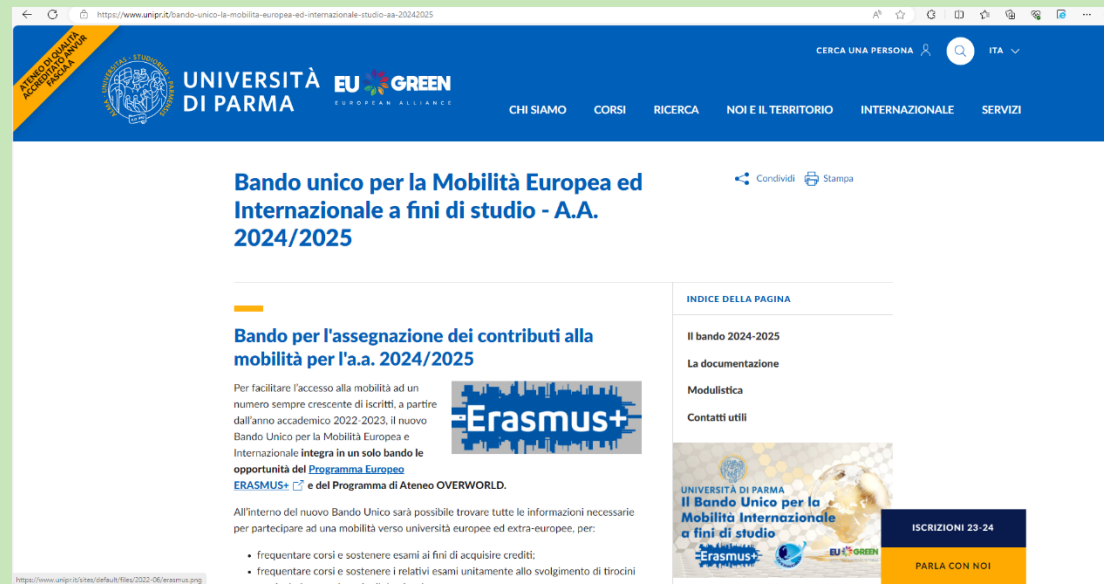 https://www.unipr.it/bando-unico-la-mobilita-europea-ed-internazionale-studio-aa-20242025
ATENEO DI QUALITÀ
ACCREDITATO ANVUR
FASCIA A
UNIVERSITÀ
DI PARMA
EU GREEN
EUROPEAN ALLIANCE
CERCA UNA PERSONA
ITA
CHI SIAMO CORSI RICERCA NOI E IL TERRITORIO INTERNAZIONALE SERVIZI
Bando unico per la Mobilità Europea ed
Internazionale a fini di studio - A.A.
2024/2025
Condividi Stampa
Bando per l'assegnazione dei contributi alla
mobilità per l'a.a. 2024/2025
Per facilitare l'accesso alla mobilità ad un
numero sempre crescente di iscritti, a partire
dall'anno accademico 2022-2023, il nuovo
Bando Unico per la Mobilità Europea e
Internazionale integra in un solo bando le
opportunità del Programma Europeo
ERASMUS+ e del Programma di Ateneo OVERWORLD.
Erasmus+
All'interno del nuovo Bando Unico sarà possibile trovare tutte le informazioni necessarie
per partecipare ad una mobilità verso università europee ed extra-europee, per:
• frequentare corsi e sostenere esami ai fini di acquisire crediti;
• frequentare corsi e sostenere i relativi esami unitamente allo svolgimento di tirocini
INDICE DELLA PAGINA
Il bando 2024-2025
La documentazione
Modulistica
Contatti utili
UNIVERSITÀ DI PARMA
Il Bando Unico per la
Mobilità Internazionale
a fini di studio
Erasmus+
EU GREEN
ISCRIZIONI 23-24
PARLA CON NOI
https://www.unipr.it/sites/default/files/2022-06/erasmus.png